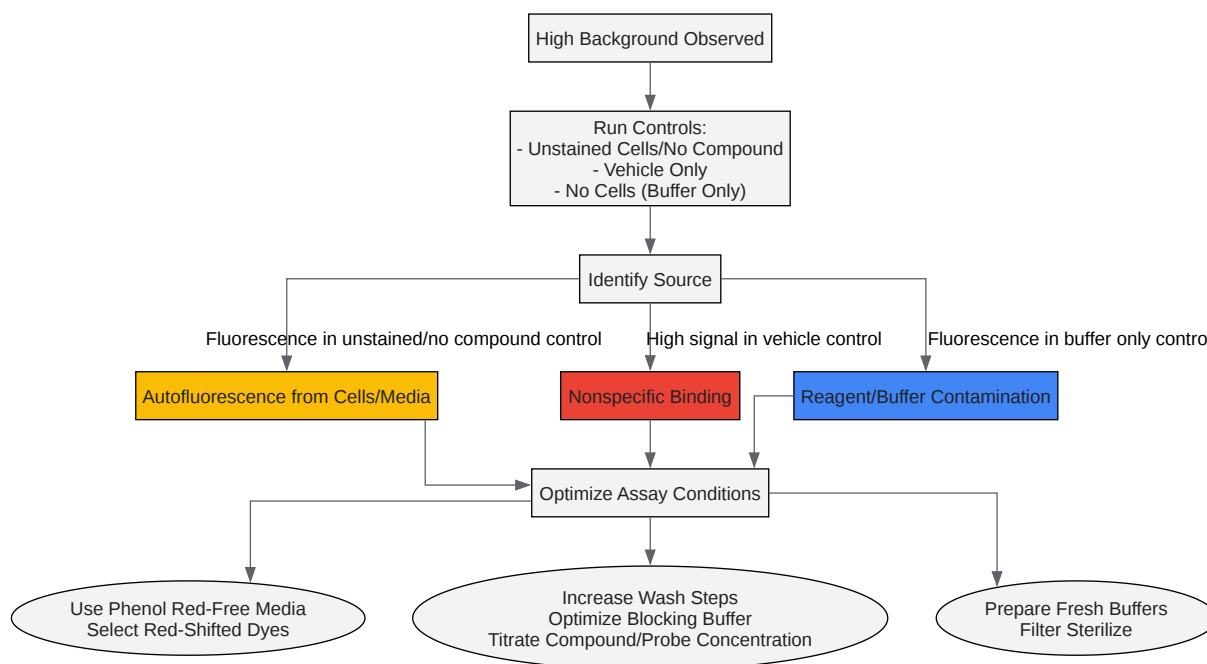 High Background Observed
Run Controls:
- Unstained Cells/No Compound
- Vehicle Only
- No Cells (Buffer Only)
Identify Source
Fluorescence in unstained/no compound control
High signal in vehicle control
Fluorescence in buffer only control
Autofluorescence from Cells/Media
Nonspecific Binding
Reagent/Buffer Contamination
Optimize Assay Conditions
Use Phenol Red-Free Media
Select Red-Shifted Dyes
Increase Wash Steps
Optimize Blocking Buffer
Titrate Compound/Probe Concentration
Prepare Fresh Buffers
Filter Sterilize